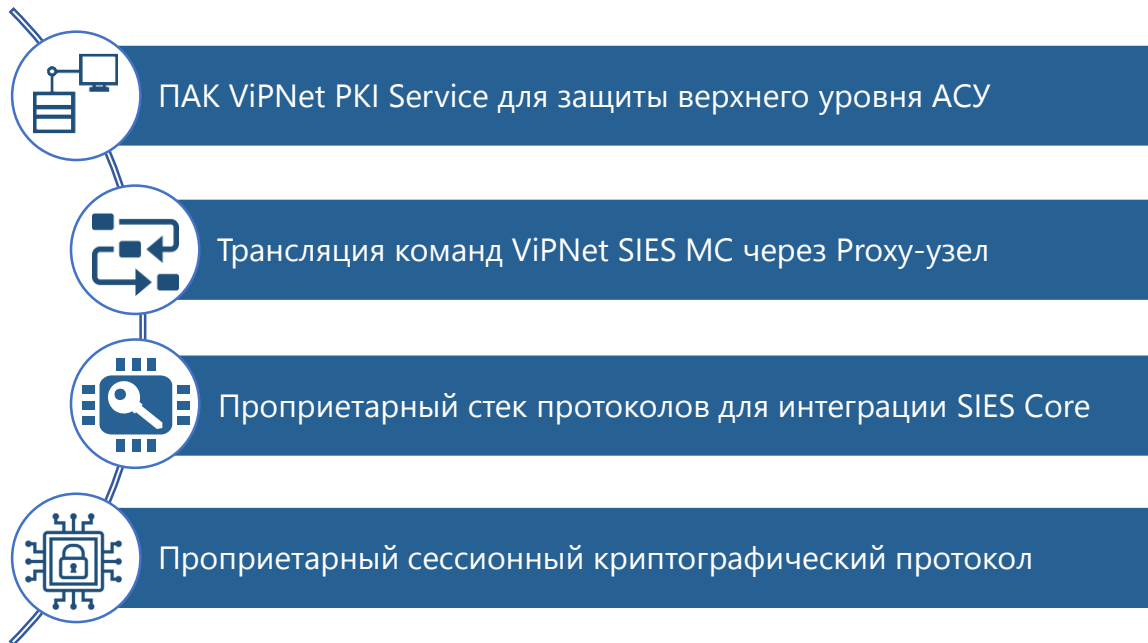 ПАК ViPNet PKI Service для защиты верхнего уровня АСУ
Трансляция команд ViPNet SIES MC через Proxy-узел
Проприетарный стек протоколов для интеграции SIES Core
Проприетарный сессионный криптографический протокол